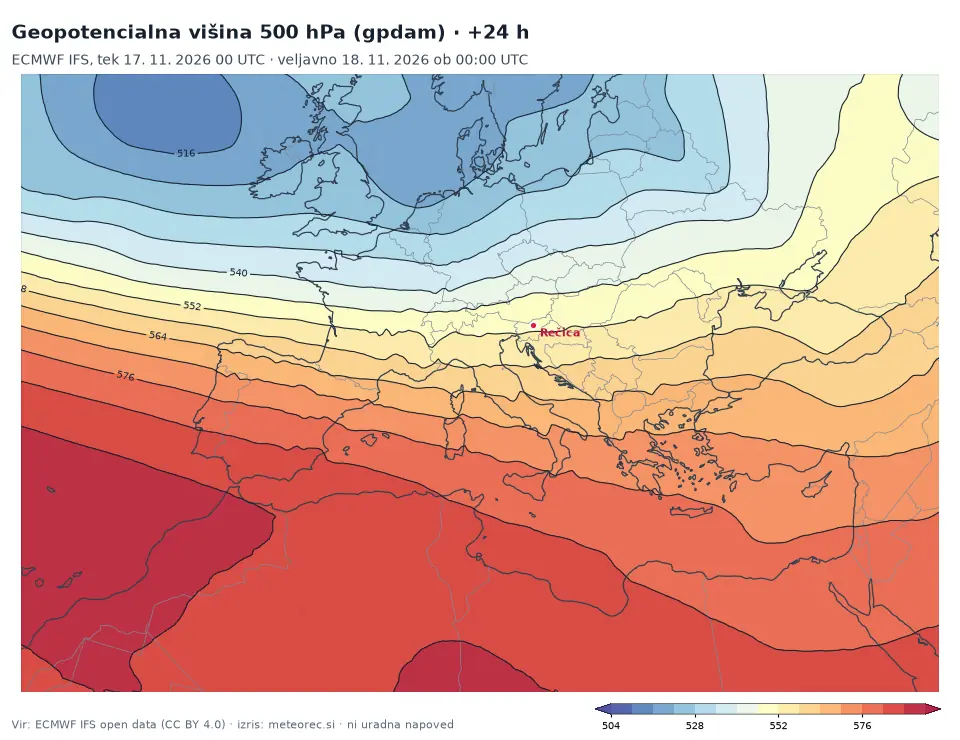 Geopotencialna višina 500 hPa (gpdam) · +24 h
ECMWF IFS, tek 17. 11. 2026 00 UTC · veljavno 18. 11. 2026 ob 00:00 UTC
516
540
8
552
564
576
Rečica
504 528 552 576
Vir: ECMWF IFS open data (CC BY 4.0) · izris: meteorec.si · ni uradna napoved